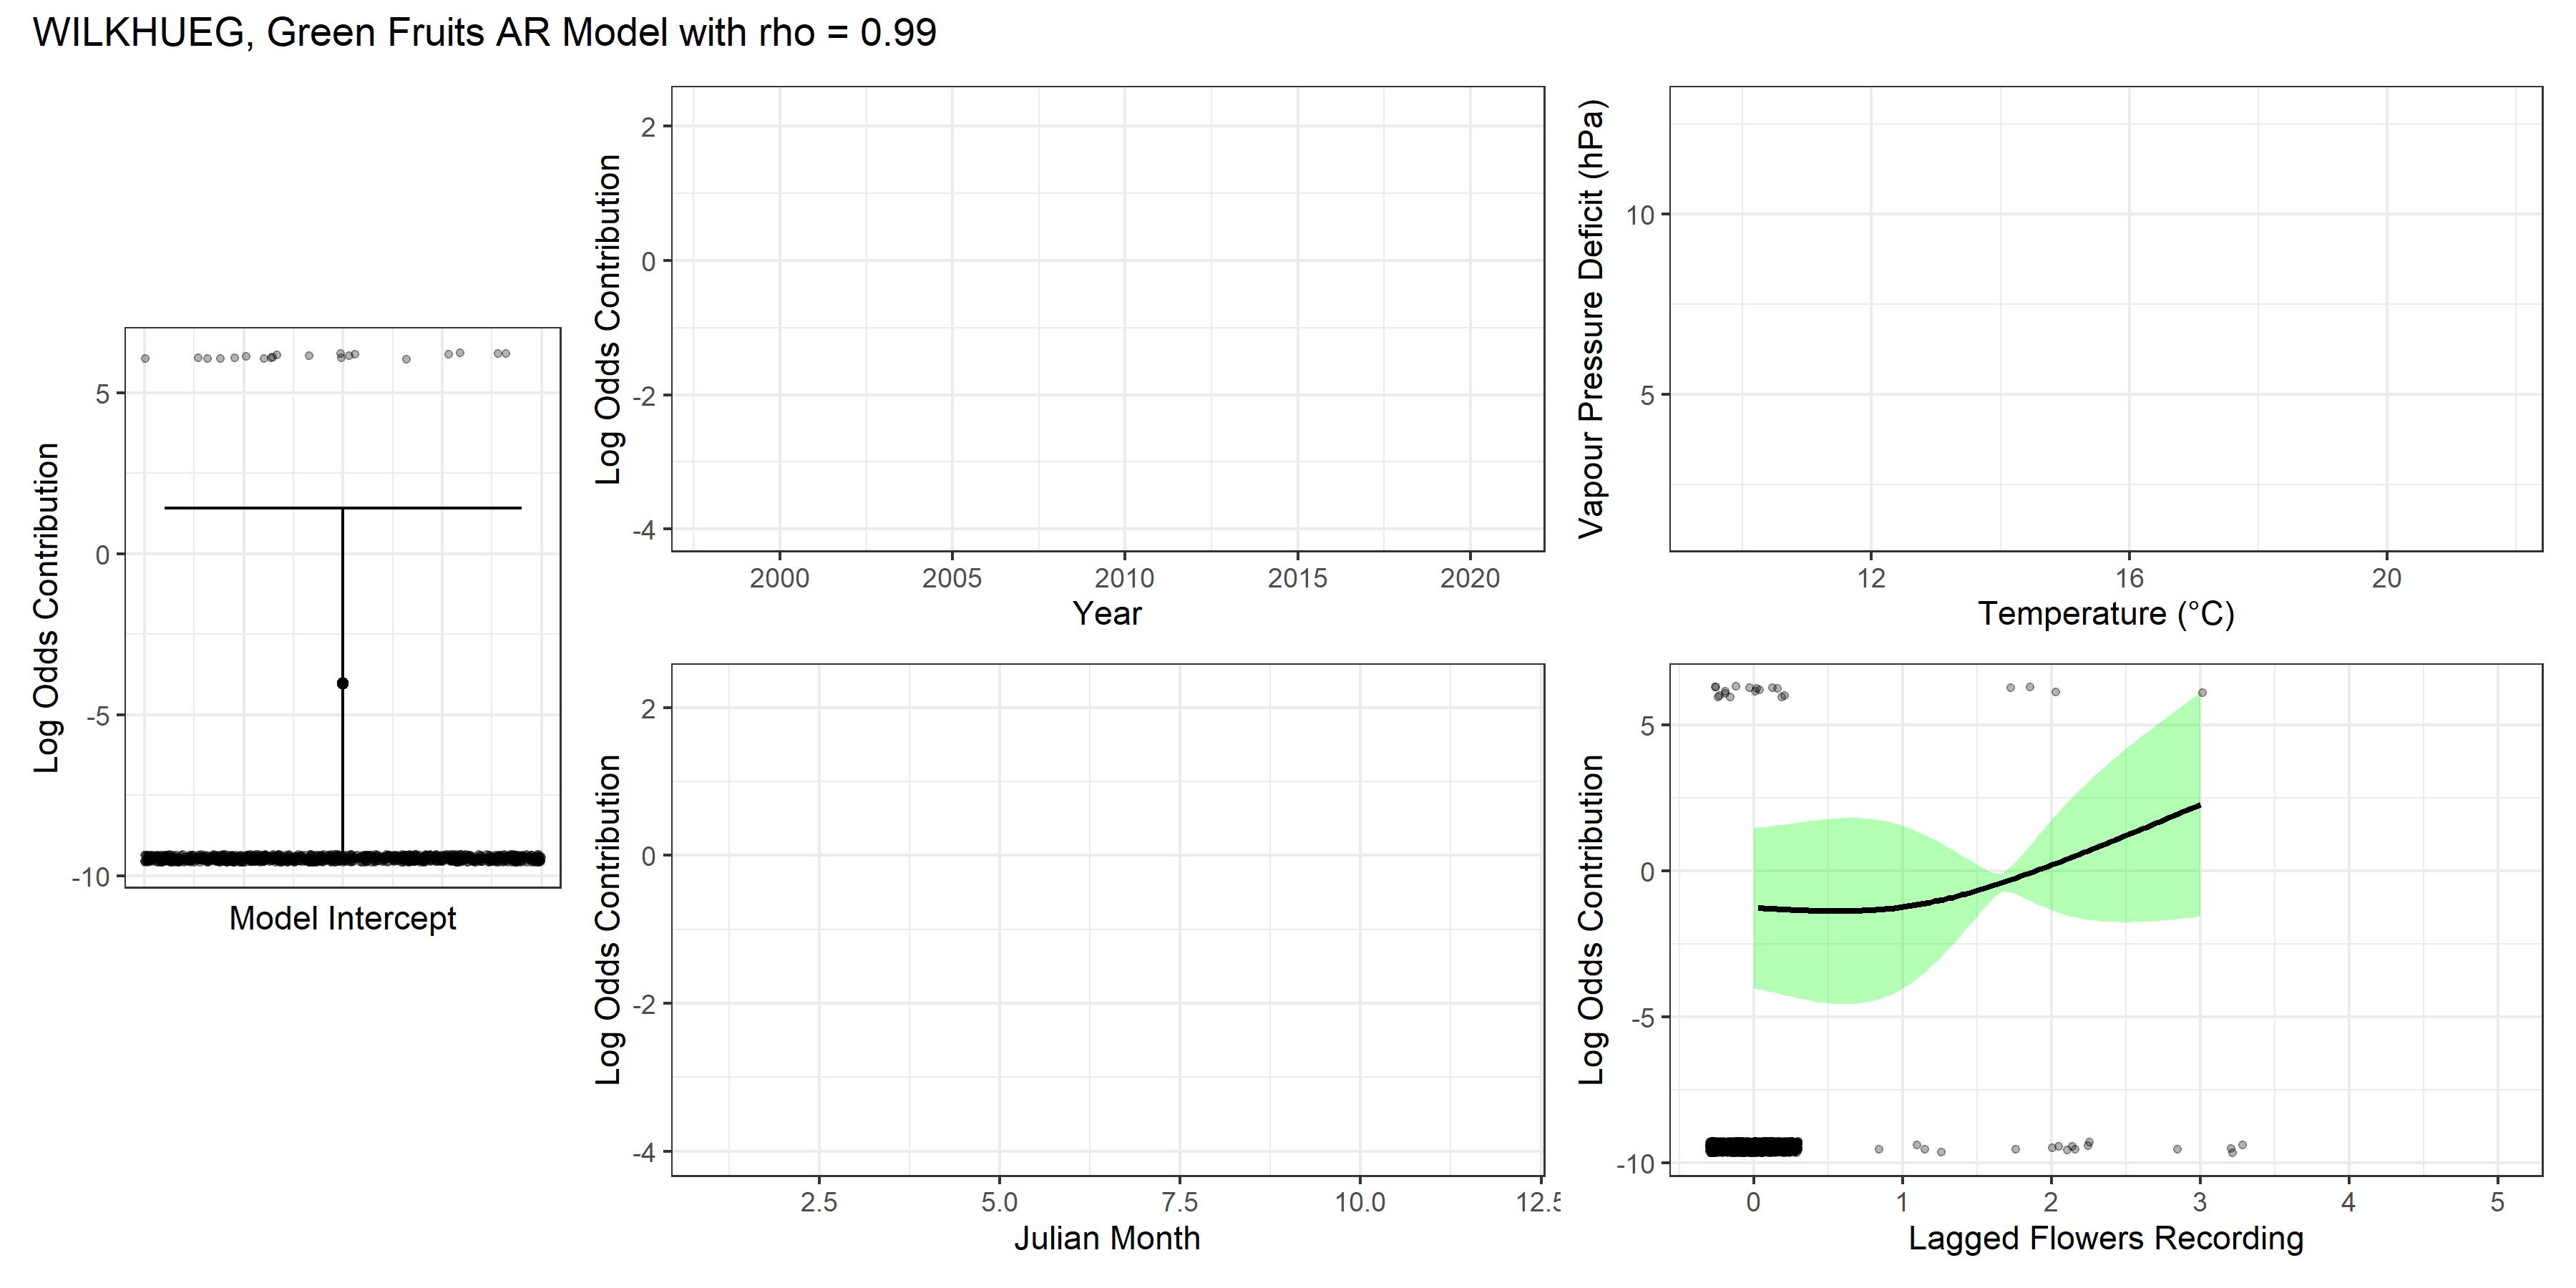 WILKHUEG, Green Fruits AR Model with rho = 0.99
Log Odds Contribution
5
0
-5
-10
Model Intercept
Log Odds Contribution
2
0
-2
-4
2000 2005 2010 2015 2020
Year
Vapour Pressure Deficit (hPa)
10
5
12 16 20
Temperature (°C)
Log Odds Contribution
2
0
-2
-4
2.5 5.0 7.5 10.0 12.5
Julian Month
Log Odds Contribution
5
0
-5
-10
0 1 2 3 4 5
Lagged Flowers Recording